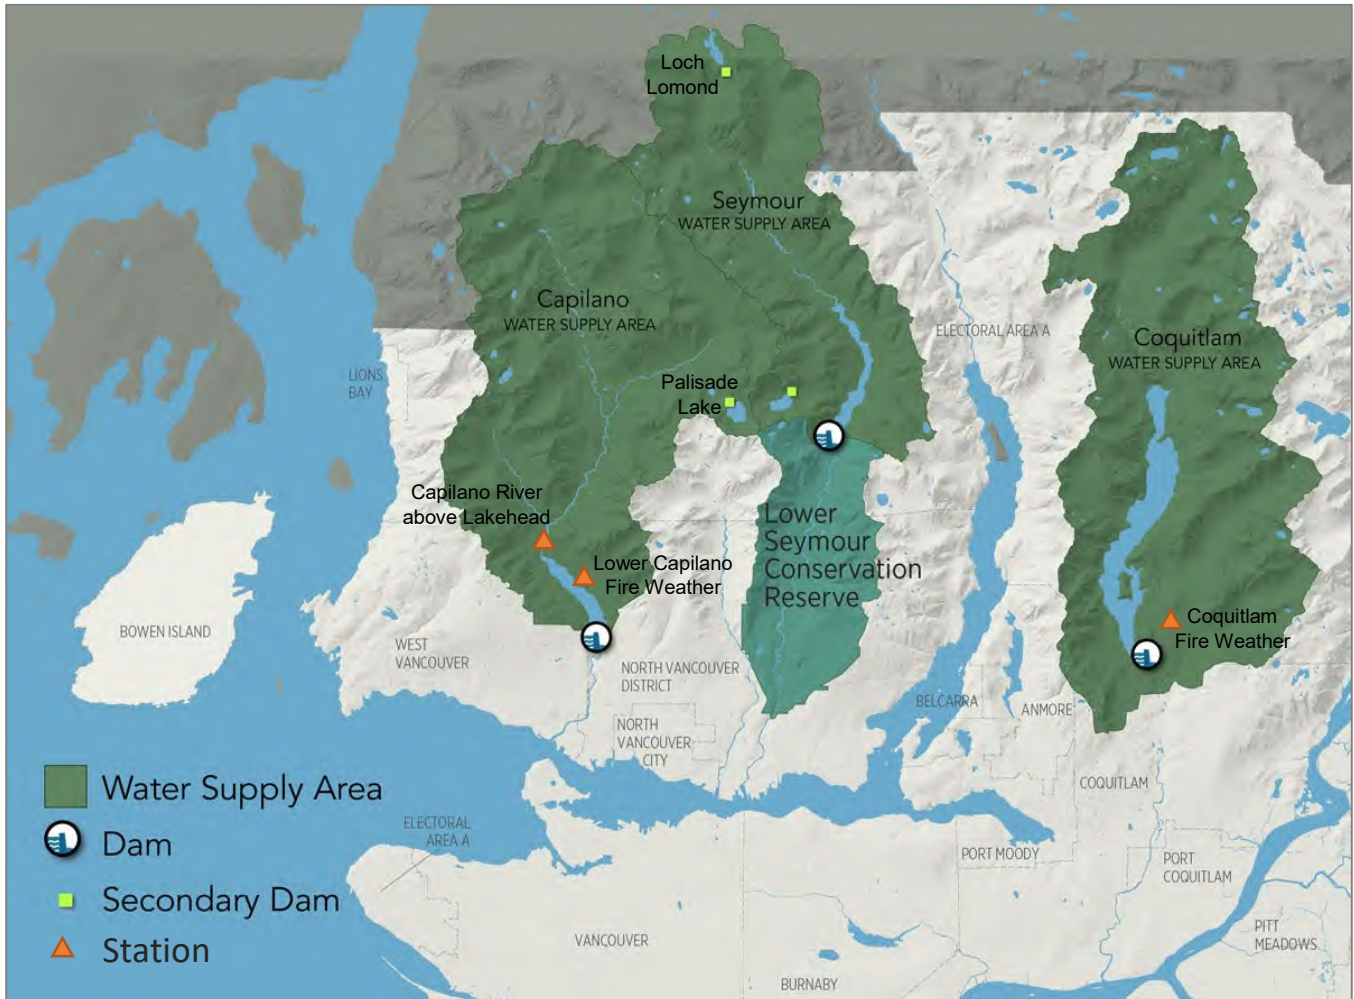 Loch
Lomond
Seymour
WATER SUPPLY AREA
Capilano
WATER SUPPLY AREA
ELECTORAL AREA A
Coquitlam
WATER SUPPLY AREA
LIONS
BAY
Palisade
Lake
Capilano River
above Lakehead
Lower
Seymour
Conservation
Reserve
Lower Capilano
Fire Weather
Coquitlam
Fire Weather
BOWEN ISLAND
WEST
VANCOUVER
NORTH VANCOUVER
DISTRICT
BELCARRA
ANMORE
NORTH
VANCOUVER
CITY
COQUITLAM
Water Supply Area
Dam
Secondary Dam
Station
ELECTORAL
AREA A
PORT MOODY
PORT
COQUITLAM
VANCOUVER
PITT
MEADOWS
BURNABY